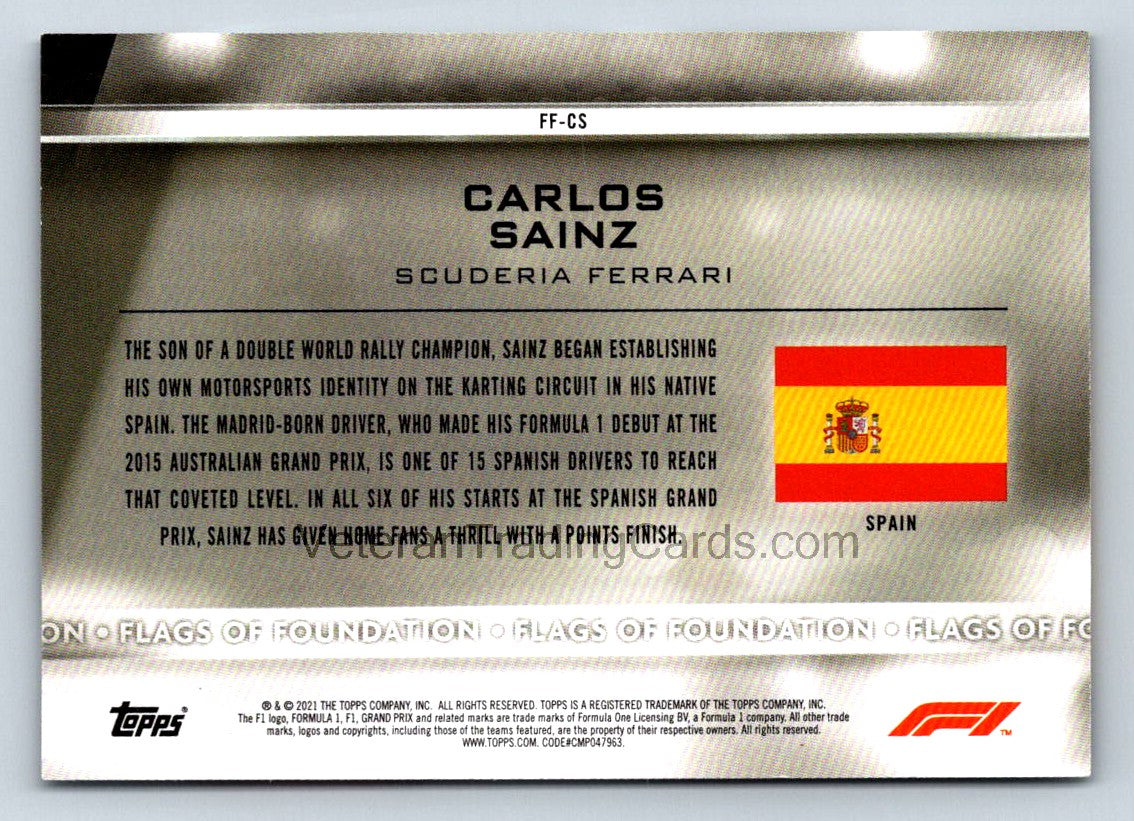 FF-CS
CARLOS
SAINZ
SCUDERIA FERRARI
THE SON OF A DOUBLE WORLD RALLY CHAMPION, SAINZ BEGAN ESTABLISHING
HIS OWN MOTORSPORTS IDENTITY ON THE KARTING CIRCUIT IN HIS NATIVE
SPAIN. THE MADRID-BORN DRIVER, WHO MADE HIS FORMULA 1 DEBUT AT THE
2015 AUSTRALIAN GRAND PRIX, IS ONE OF 15 SPANISH DRIVERS TO REACH
THAT COVETED LEVEL. IN ALL SIX OF HIS STARTS AT THE SPANISH GRAND
PRIX, SAINZ HAS GIVEN HOME FANS A THRILL WITH A POINTS FINISH.
SPAIN
VeteranTradingCards.com
ON • FLAGS OF FOUNDATION • FLAGS OF FOUNDATION • FLAGS OF FO
Topps®
® & © 2021 THE TOPPS COMPANY, INC. ALL RIGHTS RESERVED. TOPPS IS A REGISTERED TRADEMARK OF THE TOPPS COMPANY, INC.
The F1 logo, FORMULA 1, F1, GRAND PRIX and related marks are trade marks of Formula One Licensing BV, a Formula 1 company. All other trade
marks, logos and copyrights, including those of the teams featured, are the property of their respective owners. All rights reserved.
WWW.TOPPS.COM. CODE#CMP047963.
F1™